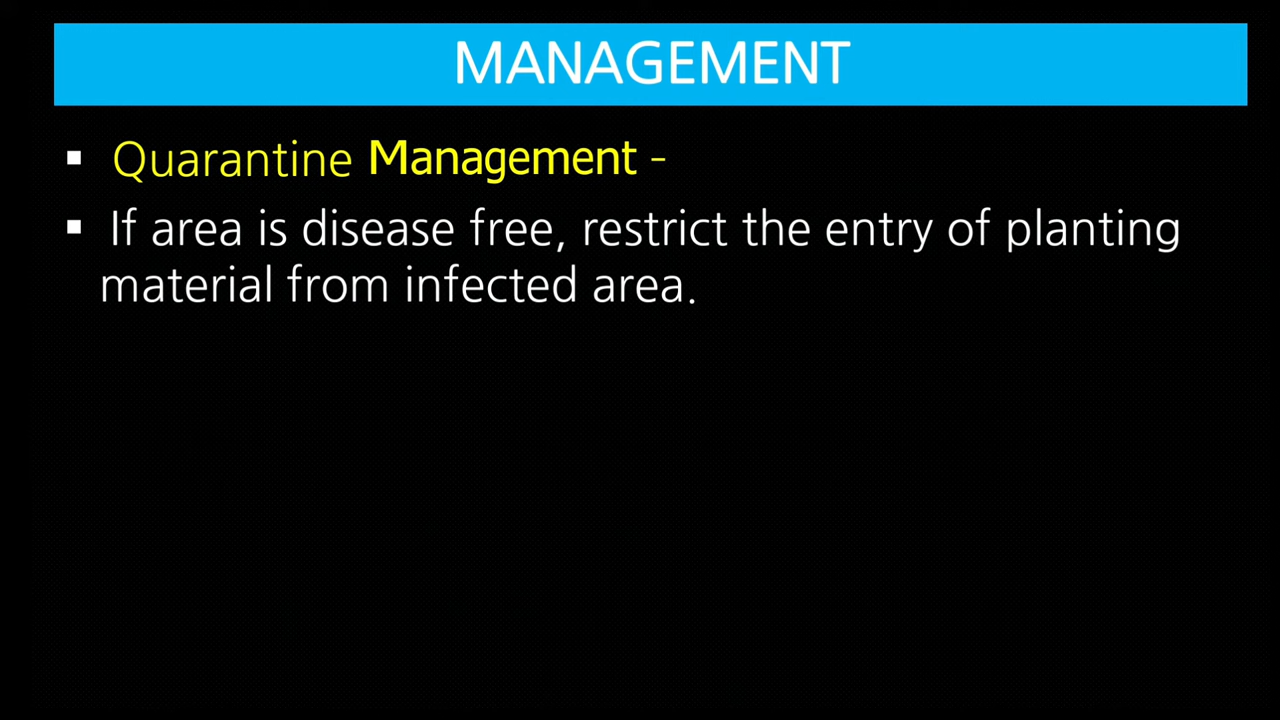 MANAGEMENT
▪ Quarantine Management -
▪ If area is disease free, restrict the entry of planting
material from infected area.